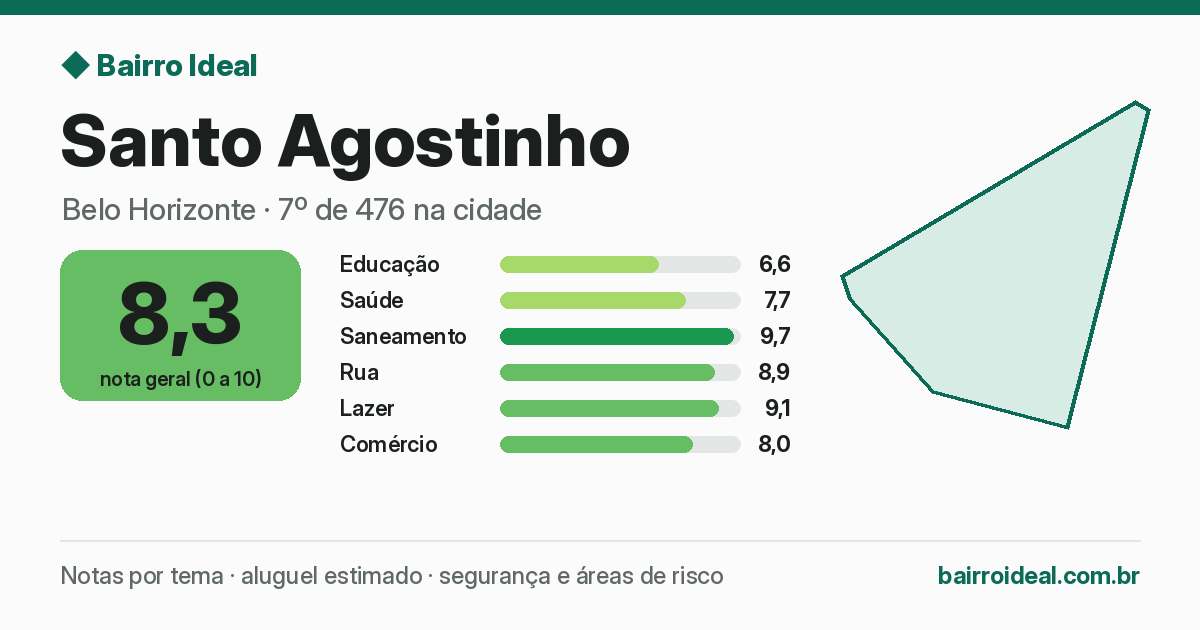 Bairro Ideal
Santo Agostinho
Belo Horizonte · 7º de 476 na cidade
8,3
nota geral (0 a 10)
Educação 6,6
Saúde 7,7
Saneamento 9,7
Rua 8,9
Lazer 9,1
Comércio 8,0
Notas por tema · aluguel estimado · segurança e áreas de risco
bairroideal.com.br